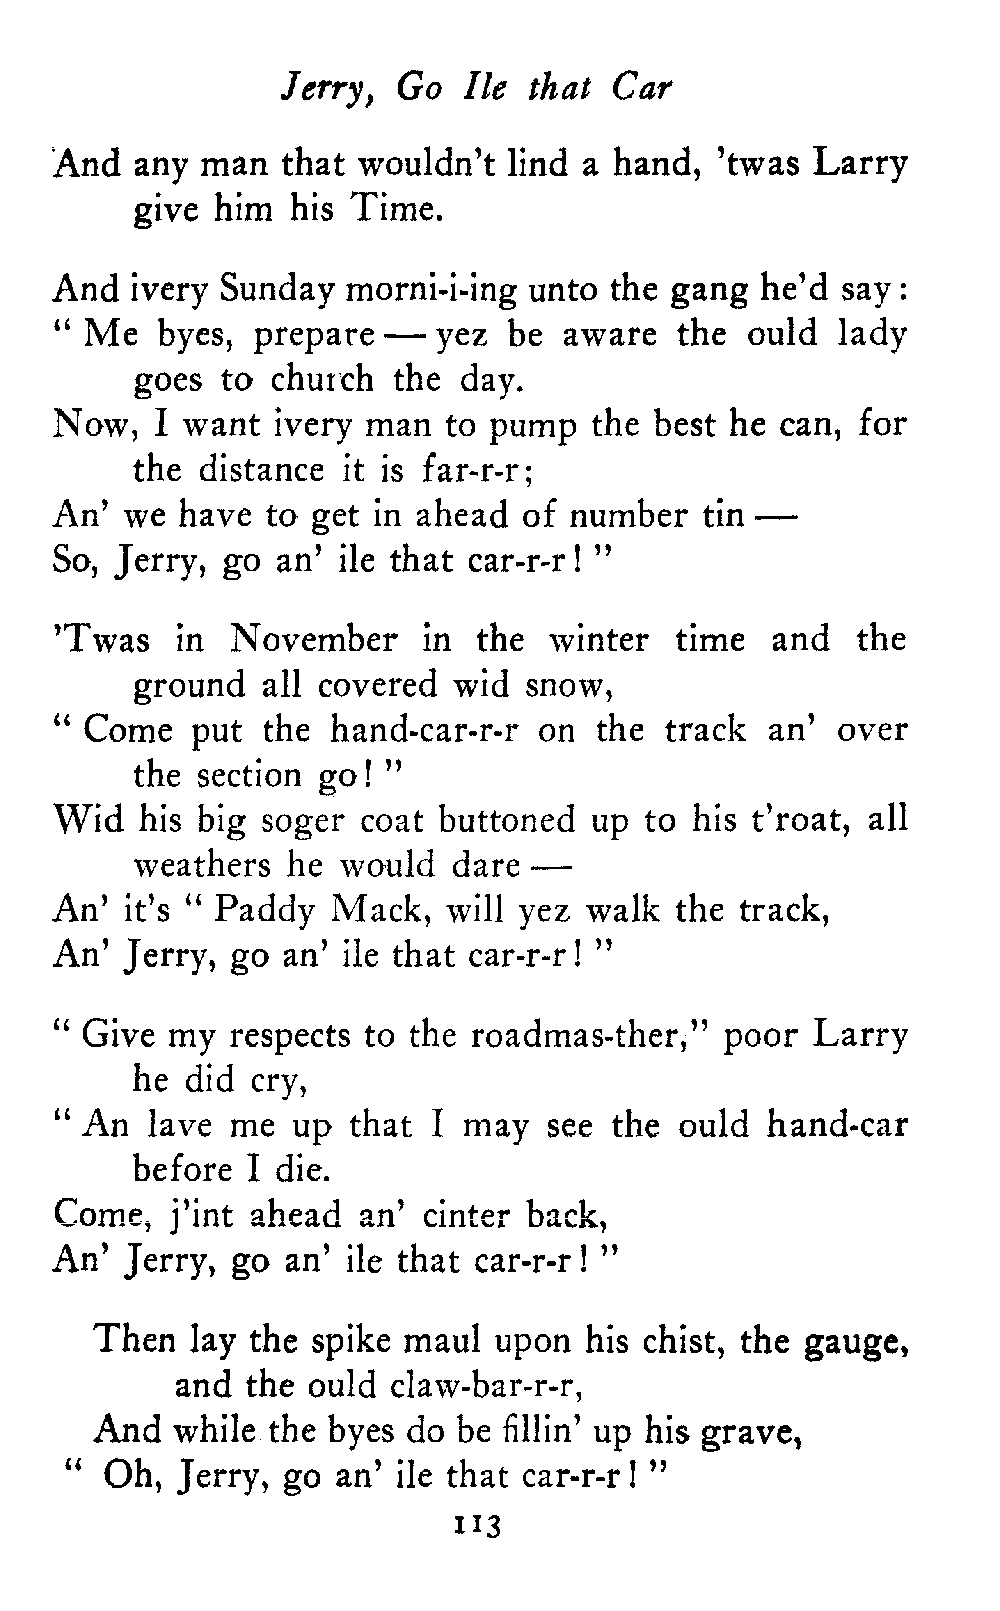 Jerry, Go Ile that Car
And any man that wouldn't lind a hand, 'twas Larry
give him his Time.
And ivery Sunday morni-i-ing unto the gang he'd say:
“ Me byes, prepare — yez be aware the ould lady
goes to church the day.
Now, I want ivery man to pump the best he can, for
the distance it is far-r-r;
An' we have to get in ahead of number tin —
So, Jerry, go an' ile that car-r-r! ”
'Twas in November in the winter time and the
ground all covered wid snow,
“ Come put the hand-car-r-r on the track an' over
the section go! ”
Wid his big soger coat buttoned up to his t'roat, all
weathers he would dare —
An' it's “ Paddy Mack, will yez walk the track,
An' Jerry, go an' ile that car-r-r! ”
“ Give my respects to the roadmas-ther,” poor Larry
he did cry,
“ An lave me up that I may see the ould hand-car
before I die.
Come, j'int ahead an' cinter back,
An' Jerry, go an' ile that car-r-r! ”
Then lay the spike maul upon his chist, the gauge,
and the ould claw-bar-r-r,
And while the byes do be fillin' up his grave,
“ Oh, Jerry, go an' ile that car-r-r! ”
113